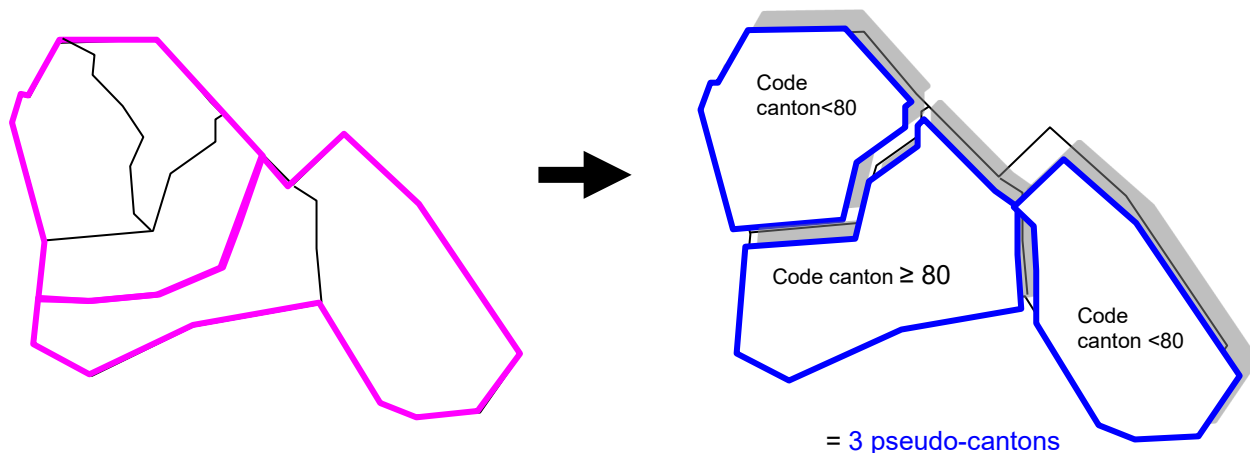 Code
canton<80
Code canton ≥ 80
Code
canton <80
= 3 pseudo-cantons